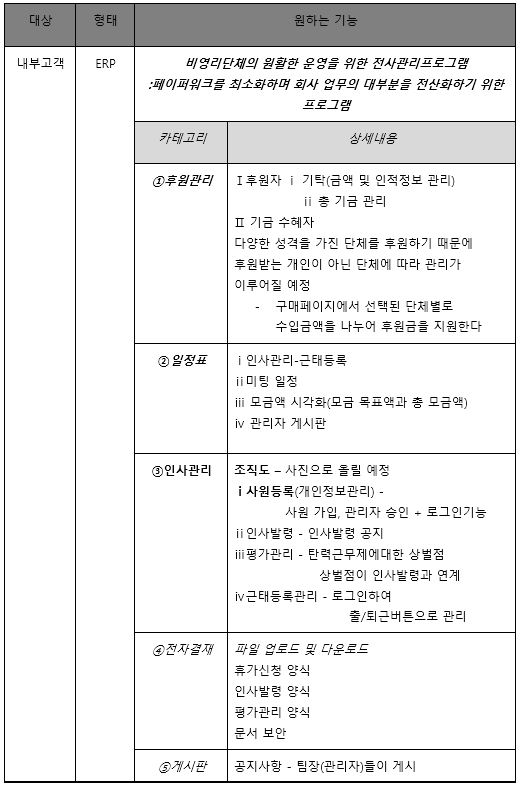 대상 형태 원하는 기능
내부고객 ERP 비영리단체의 원활한 운영을 위한 전사관리프로그램
:페이퍼워크를 최소화하며 회사 업무의 대부분을 전산화하기 위한
프로그램
카테고리 상세내용
①후원관리 Ⅰ후원자 ⅰ 기탁(금액 및 인적정보 관리)
ⅱ 총 기금 관리
Ⅱ 기금 수혜자
다양한 성격을 가진 단체를 후원하기 때문에
후원받는 개인이 아닌 단체에 따라 관리가
이루어질 예정
- 구매페이지에서 선택된 단체별로
수입금액을 나누어 후원금을 지원한다
②일정표 ⅰ인사관리-근태등록
ⅱ미팅 일정
ⅲ 모금액 시각화(모금 목표액과 총 모금액)
ⅳ 관리자 게시판
③인사관리 조직도 – 사진으로 올릴 예정
ⅰ사원등록(개인정보관리) -
사원 가입, 관리자 승인 + 로그인기능
ⅱ인사발령 - 인사발령 공지
ⅲ평가관리 - 탄력근무제에대한 상벌점
상벌점이 인사발령과 연계
ⅳ근태등록관리 - 로그인하여
출/퇴근버튼으로 관리
④전자결재 파일 업로드 및 다운로드
휴가신청 양식
인사발령 양식
평가관리 양식
문서 보안
⑤게시판 공지사항 - 팀장(관리자)들이 게시